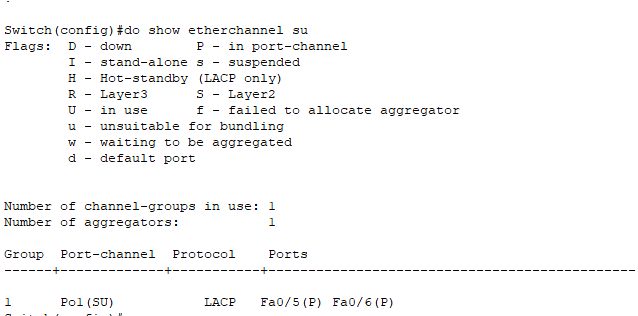 Switch(config)#do show etherchannel su
Flags:  D - down        P - in port-channel
        I - stand-alone s - suspended
        H - Hot-standby (LACP only)
        R - Layer3      S - Layer2
        U - in use      f - failed to allocate aggregator
        u - unsuitable for bundling
        w - waiting to be aggregated
        d - default port
Number of channel-groups in use: 1
Number of aggregators:           1
Group  Port-channel  Protocol    Ports
------+-------------+-----------+----------------------------------------------
1      Po1(SU)           LACP   Fa0/5(P) Fa0/6(P)